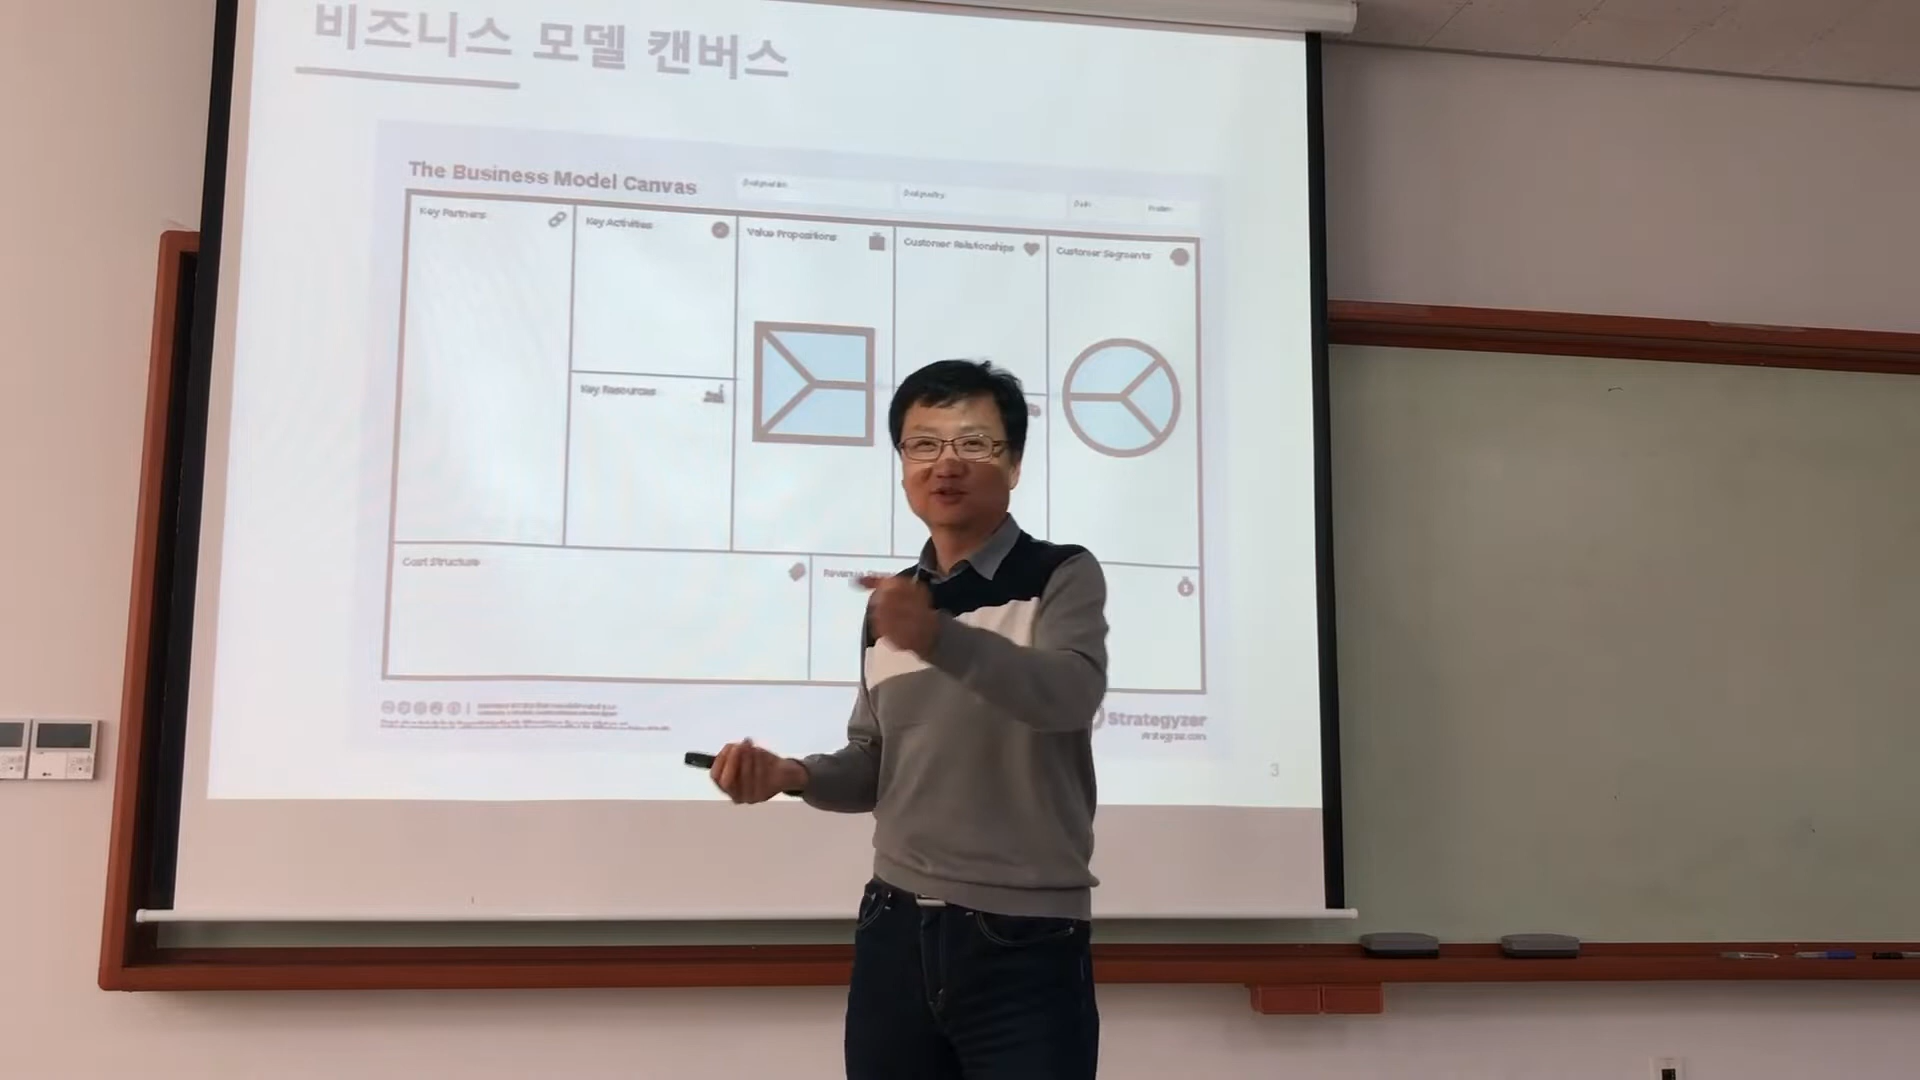 비즈니스 모델 캔버스
The Business Model Canvas
Key Partners
Key Activities
Value Propositions
Customer Relationships
Customer Segments
Key Resources
Cost Structure
Revenue
Strategyzer
strategyzer.com
3